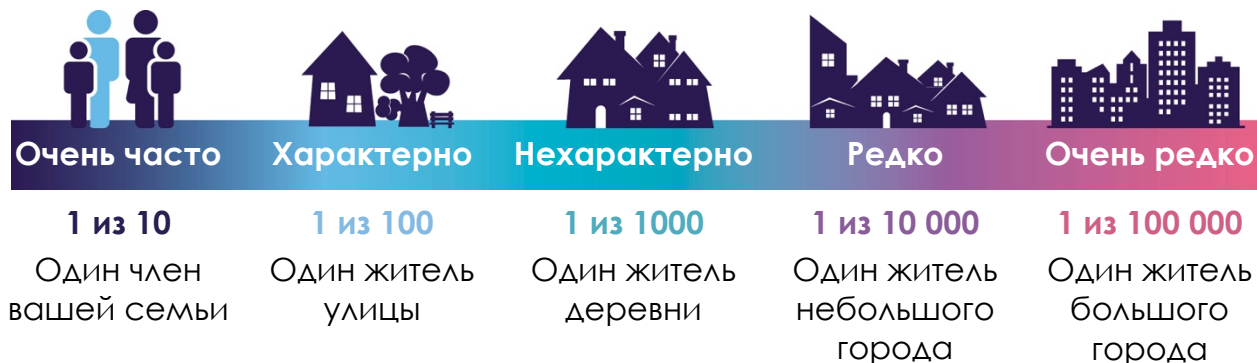 Очень часто
Характерно
Нехарактерно
Редко
Очень редко
1 из 10
1 из 100
1 из 1000
1 из 10 000
1 из 100 000
Один член
вашей семьи
Один житель
улицы
Один житель
деревни
Один житель
небольшого
города
Один житель
большого
города